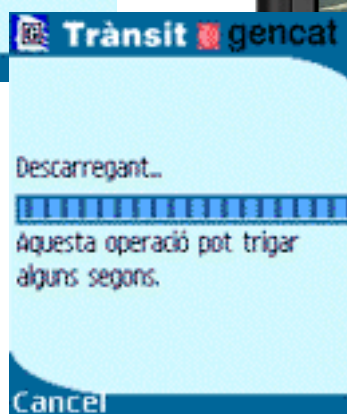 Trànsit gencat
Descarregant...
Aquesta operació pot trigar
alguns segons.
Cancel